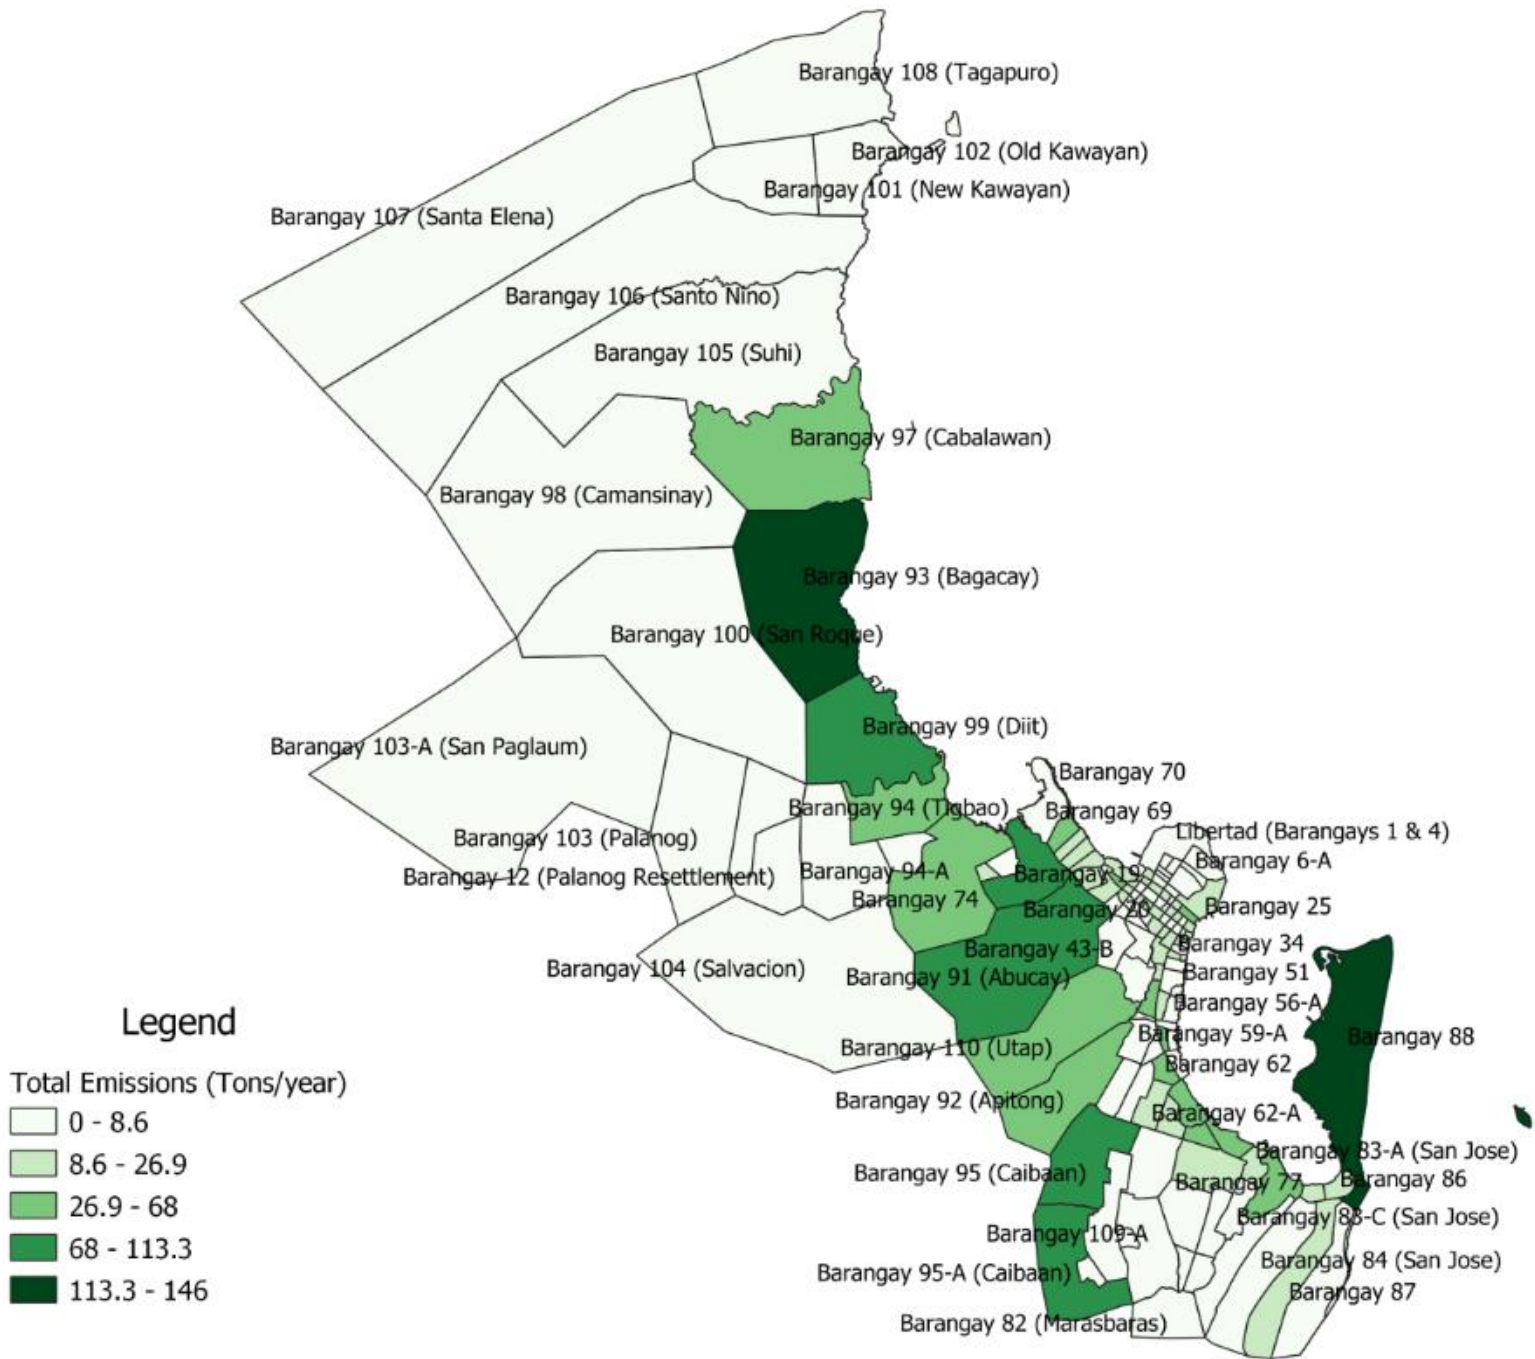 Barangay 108 (Tagapuro)
Barangay 102 (Old Kawayan)
Barangay 101 (New Kawayan)
Barangay 107 (Santa Elena)
Barangay 106 (Santo Nino)
Barangay 105 (Suhi)
Barangay 97 (Cabalawan)
Barangay 98 (Camansinay)
Barangay 93 (Bagacay)
Barangay 100 (San Roque)
Barangay 99 (Diit)
Barangay 103-A (San Paglaum)
Barangay 70
Barangay 94 (Tigbao)
Barangay 69
Libertad (Barangays 1 & 4)
Barangay 103 (Palanog)
Barangay 6-A
Barangay 12 (Palanog Resettlement)
Barangay 94-A
Barangay 19
Barangay 74
Barangay 20
Barangay 25
Barangay 43-B
Barangay 34
Barangay 104 (Salvacion)
Barangay 91 (Abucay)
Barangay 51
Barangay 56-A
Barangay 59-A
Barangay 88
Barangay 110 (Utap)
Barangay 62
Barangay 92 (Apitong)
Barangay 62-A
Barangay 83-A (San Jose)
Barangay 95 (Caibaan)
Barangay 77
Barangay 86
Barangay 83-C (San Jose)
Barangay 109-A
Barangay 84 (San Jose)
Barangay 95-A (Caibaan)
Barangay 87
Barangay 82 (Marasbaras)
Legend
Total Emissions (Tons/year)
0 - 8.6
8.6 - 26.9
26.9 - 68
68 - 113.3
113.3 - 146